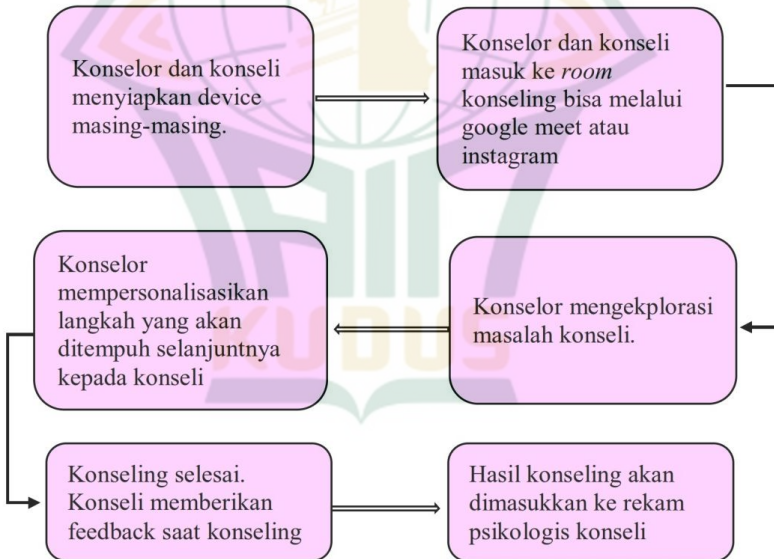 Konselor dan konseli
menyiapkan device
masing-masing.
Konselor dan konseli
masuk ke room
konseling bisa melalui
google meet atau
instagram
Konselor mengekplorasi
masalah konseli.
Konselor
mempersonalisasikan
langkah yang akan
ditempuh selanjuntnya
kepada konseli
Konseling selesai.
Konseli memberikan
feedback saat konseling
Hasil konseling akan
dimasukkan ke rekam
psikologis konseli
KUDUS